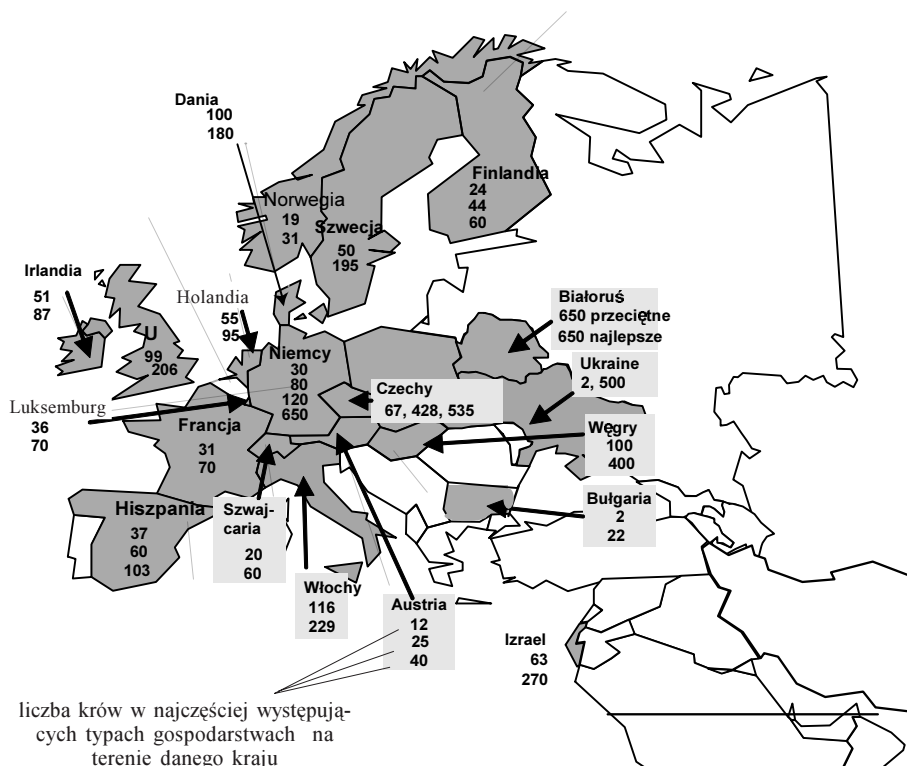 Dania
100
180
Finlandia
24
44
60
Norwegia
19
31
Szwecja
50
195
Irlandia
51
87
Holandia
55
95
U
99
206
Białoruś
650 przeciętne
650 najlepsze
Niemcy
30
80
120
650
Ukraine
2, 500
Czechy
67, 428, 535
Luksemburg
36
70
Francja
31
70
Węgry
100
400
Hiszpania
37
60
103
Szwaj-
caria
20
60
Bułgaria
2
22
Włochy
116
229
Austria
12
25
40
Izrael
63
270
liczba krów w najczęściej występują-
cych typach gospodarstwach na
terenie danego kraju